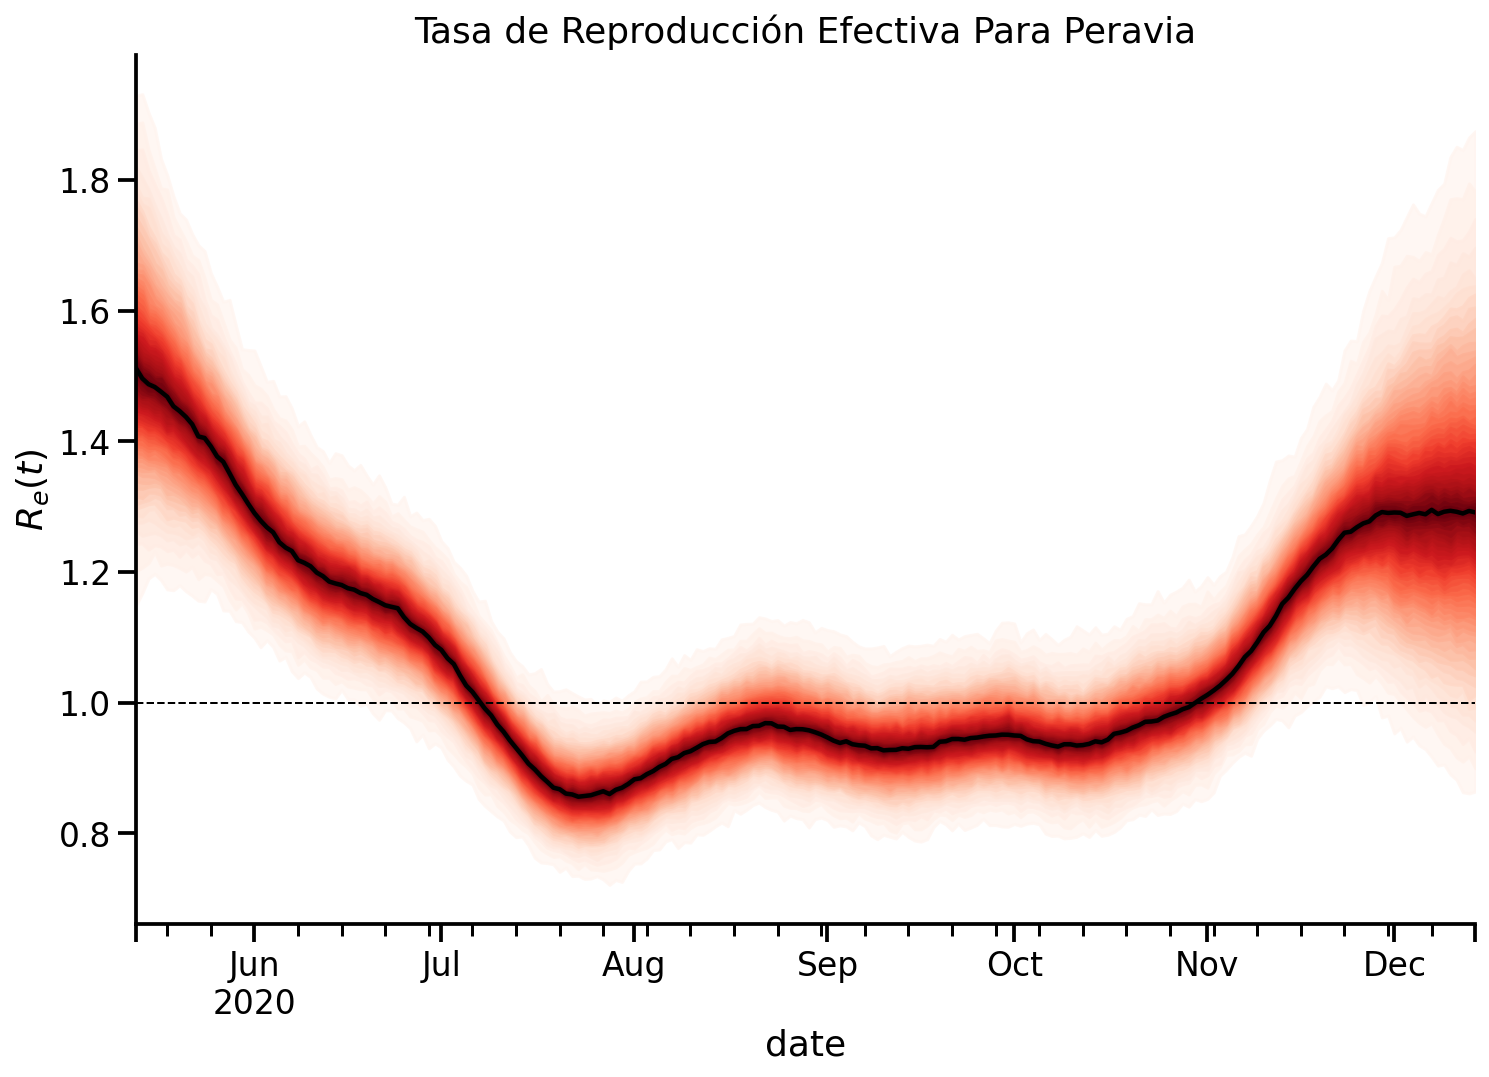 Tasa de Reproducción Efectiva Para Peravia
1.8
1.6
1.4
1.2
1.0
0.8
R_e(t)
Jun Jul Aug Sep Oct Nov Dec
2020
date